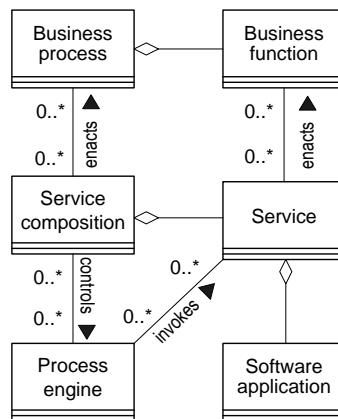 Business process
Business function
0..*
enacts
0..*
0..*
enacts
0..*
Service composition
Service
0..*
controls
0..*
0..*
invokes
0..*
Process engine
Software application